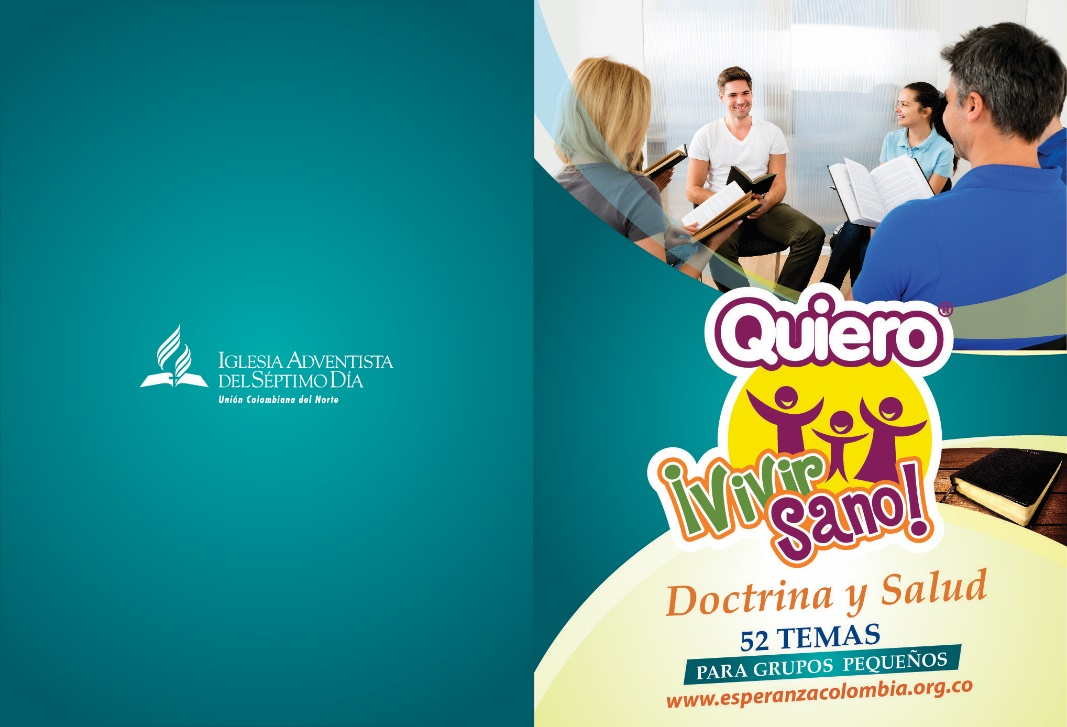 IGLESIA ADVENTISTA
DEL SÉPTIMO DÍA
Unión Colombiana del Norte
Quiero®
¡Vivir
Sano!
Doctrina y Salud
52 TEMAS
PARA GRUPOS PEQUEÑOS
www.esperanzacolombia.org.co